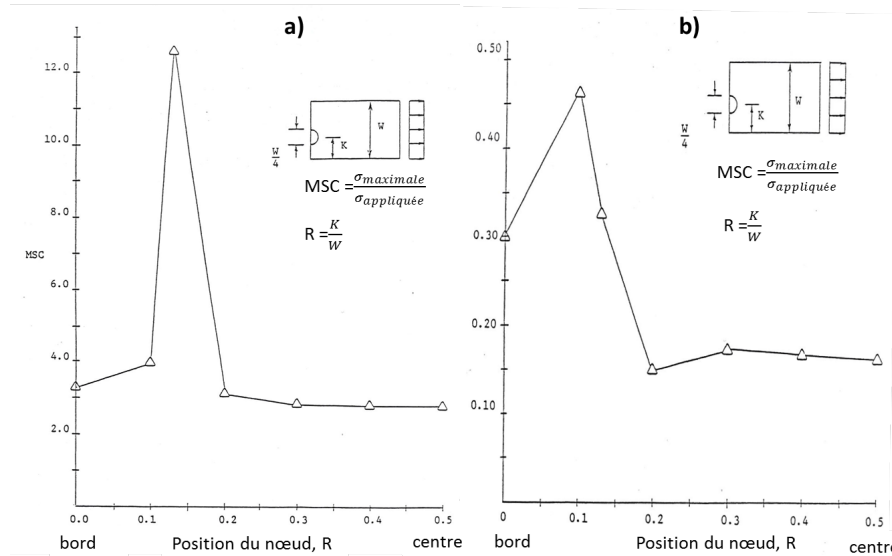 a)
12.0
10.0
8.0
MSC
6.0
4.0
2.0
W
K
W
4
MSC = σmaximale / σappliquée
R = K / W
0.0 0.1 0.2 0.3 0.4 0.5
bord Position du nœud, R centre
b)
0.50
0.40
0.30
0.20
0.10
0
W
K
W
4
MSC = σmaximale / σappliquée
R = K / W
0 0.1 0.2 0.3 0.4 0.5
bord Position du nœud, R centre